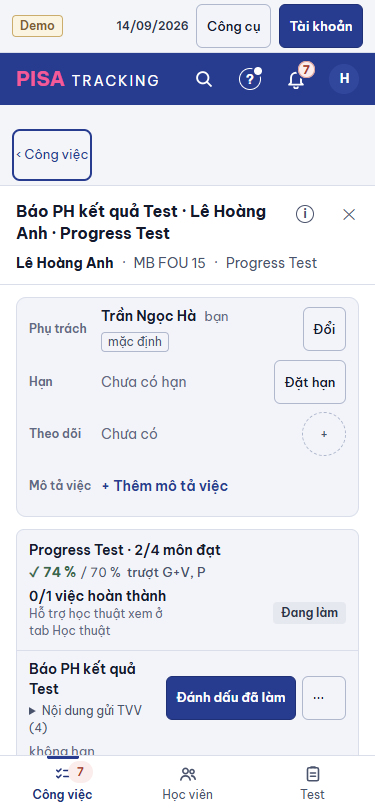 Demo
14/09/2026
Công cụ
Tài khoản
PISA TRACKING
?
7
H
‹ Công việc
Báo PH kết quả Test · Lê Hoàng
Anh · Progress Test
Lê Hoàng Anh · MB FOU 15 · Progress Test
Phụ trách
Trần Ngọc Hà bạn
mặc định
Đổi
Hạn
Chưa có hạn
Đặt hạn
Theo dõi
Chưa có
+
Mô tả việc
+ Thêm mô tả việc
Progress Test · 2/4 môn đạt
✓ 74 % / 70 % trượt G+V, P
0/1 việc hoàn thành
Hỗ trợ học thuật xem ở
tab Học thuật
Đang làm
Báo PH kết quả
Test
▶ Nội dung gửi TVV
(4)
không hạn
Đánh dấu đã làm
...
7
Công việc
Học viên
Test